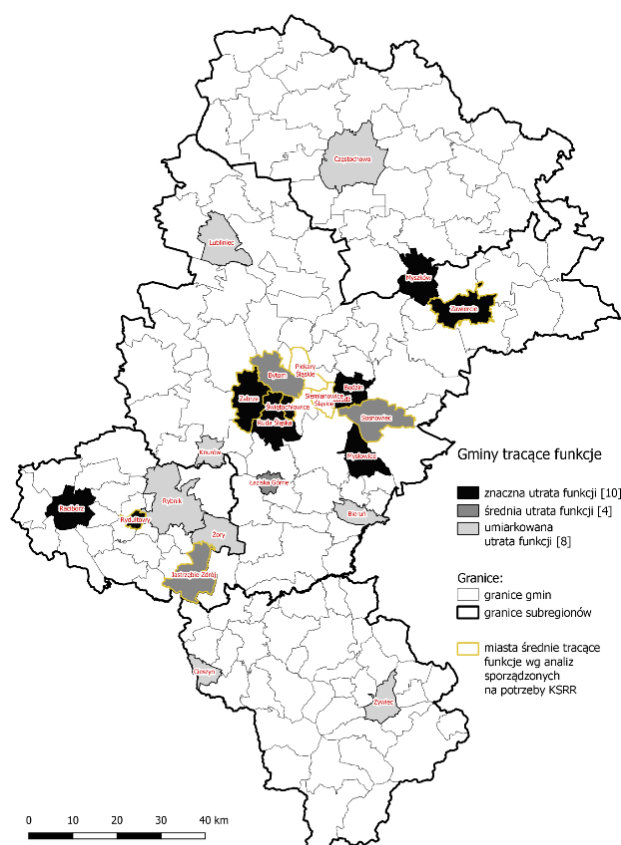 Częstochowa
Lubliniec
Myszków
Zawiercie
Piekary
Śląskie
Bytom
Siemianowice
Śląskie
Będzin
Zabrze
Świętochłowice
Ruda Śląska
Sosnowiec
Mysłowice
Knurów
Łaziska Górne
Racibórz
Rydułtowy
Rybnik
Żory
Bieruń
Jastrzębie-Zdrój
Cieszyn
Żywiec
Gminy tracące funkcje
znaczna utrata funkcji [10]
średnia utrata funkcji [4]
umiarkowana
utrata funkcji [8]
Granice:
granice gmin
granice subregionów
miasta średnie tracące
funkcje wg analiz
sporządzonych
na potrzeby KSRR
0 10 20 30 40 km